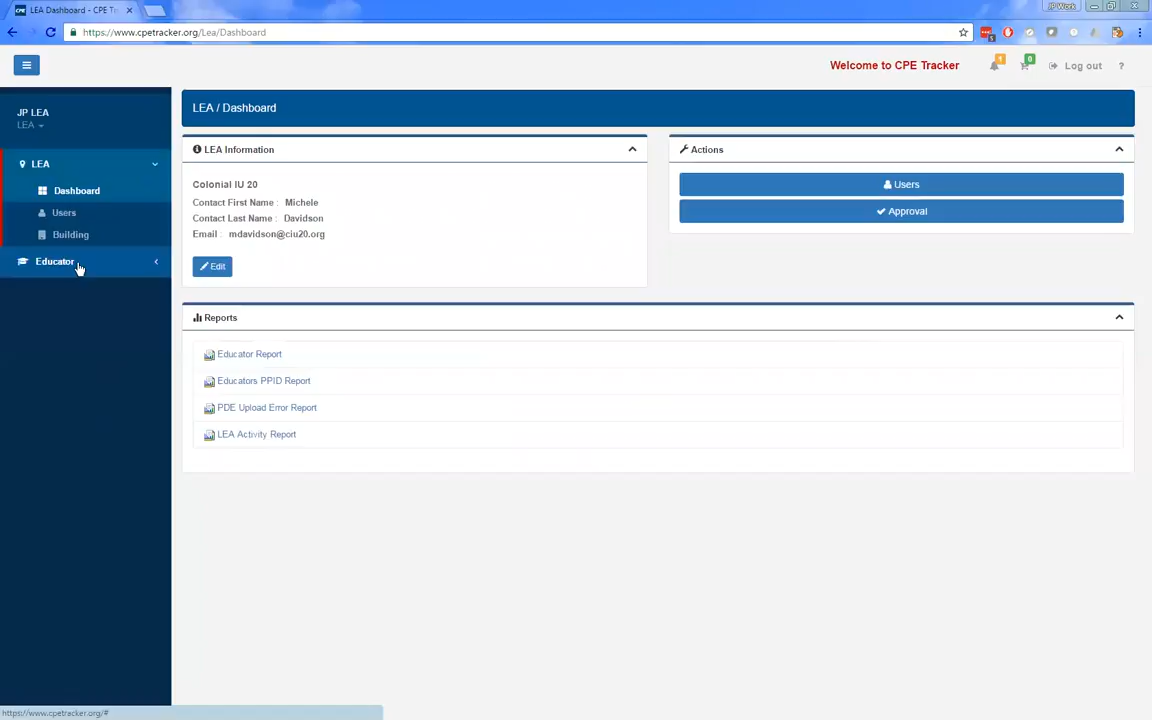 LEA Dashboard - CPE Tr
JP Work
https://www.cpetracker.org/Lea/Dashboard
Welcome to CPE Tracker
1
0
Log out
?
JP LEA
LEA
LEA
Dashboard
Users
Building
Educator
LEA / Dashboard
LEA Information
Colonial IU 20
Contact First Name : Michele
Contact Last Name : Davidson
Email : mdavidson@ciu20.org
Edit
Actions
Users
Approval
Reports
Educator Report
Educators PPID Report
PDE Upload Error Report
LEA Activity Report
https://www.cpetracker.org/#